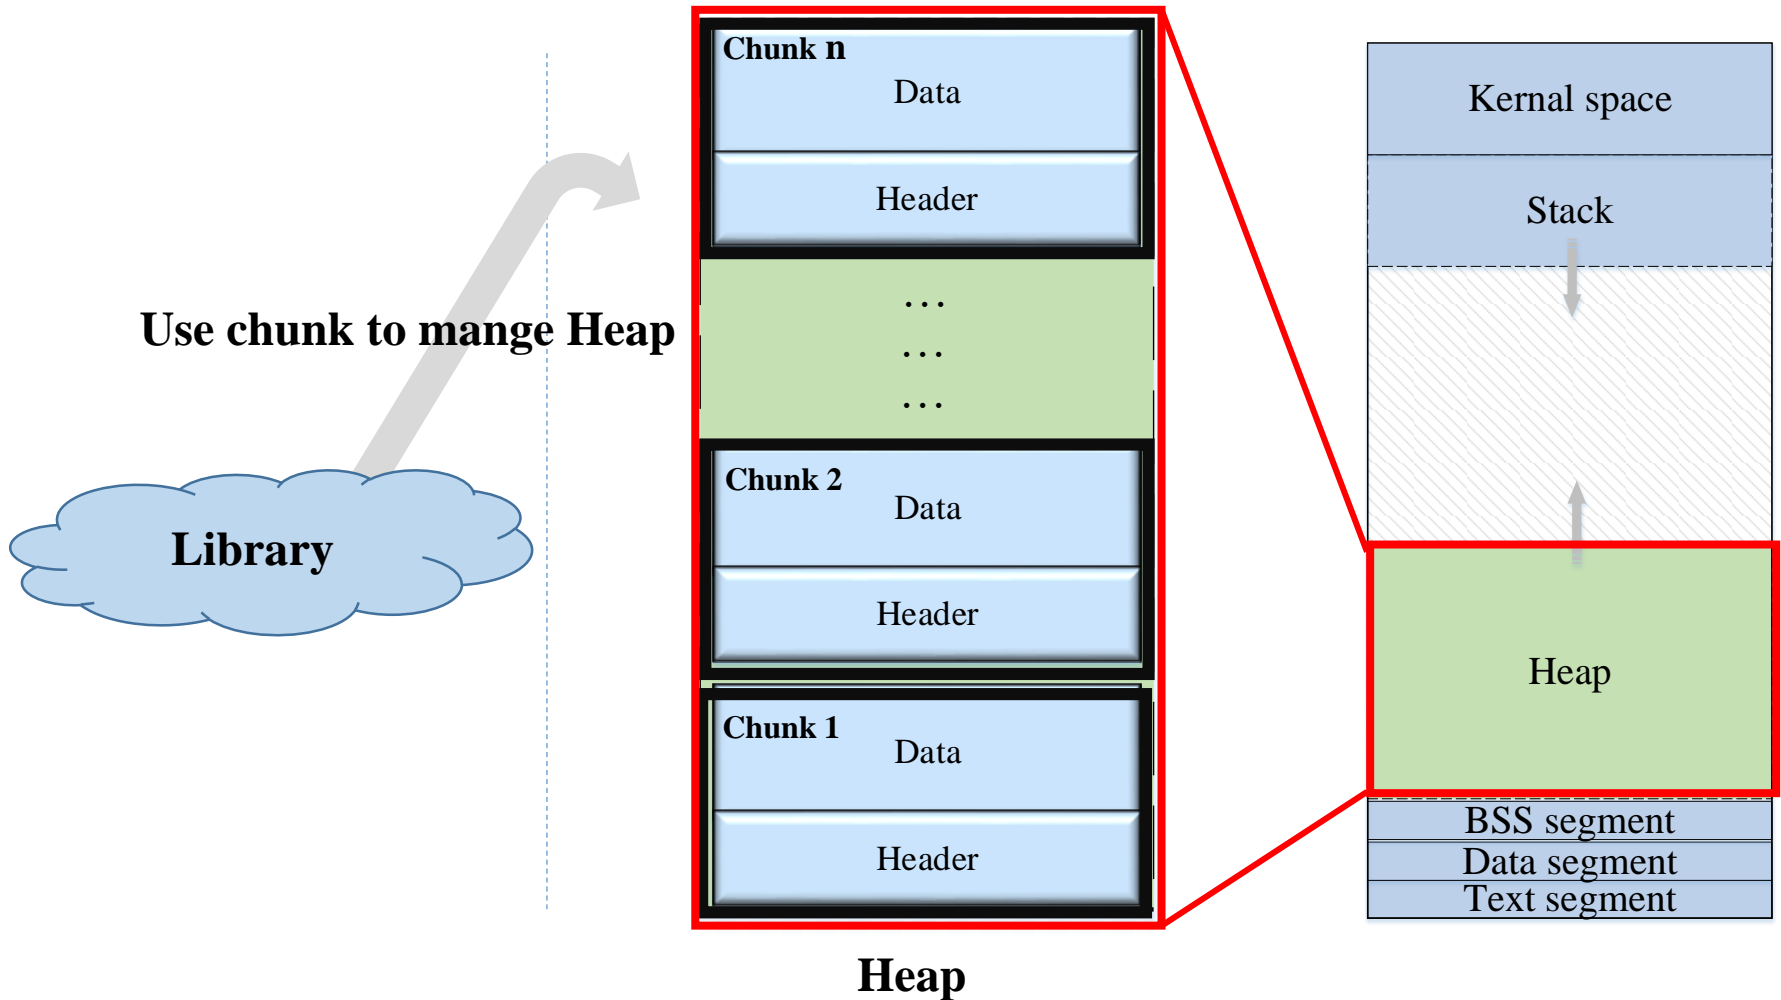 Use chunk to mange Heap
Library
Chunk n
Data
Header
...
...
...
Chunk 2
Data
Header
Chunk 1
Data
Header
Heap
Kernal space
Stack
Heap
BSS segment
Data segment
Text segment